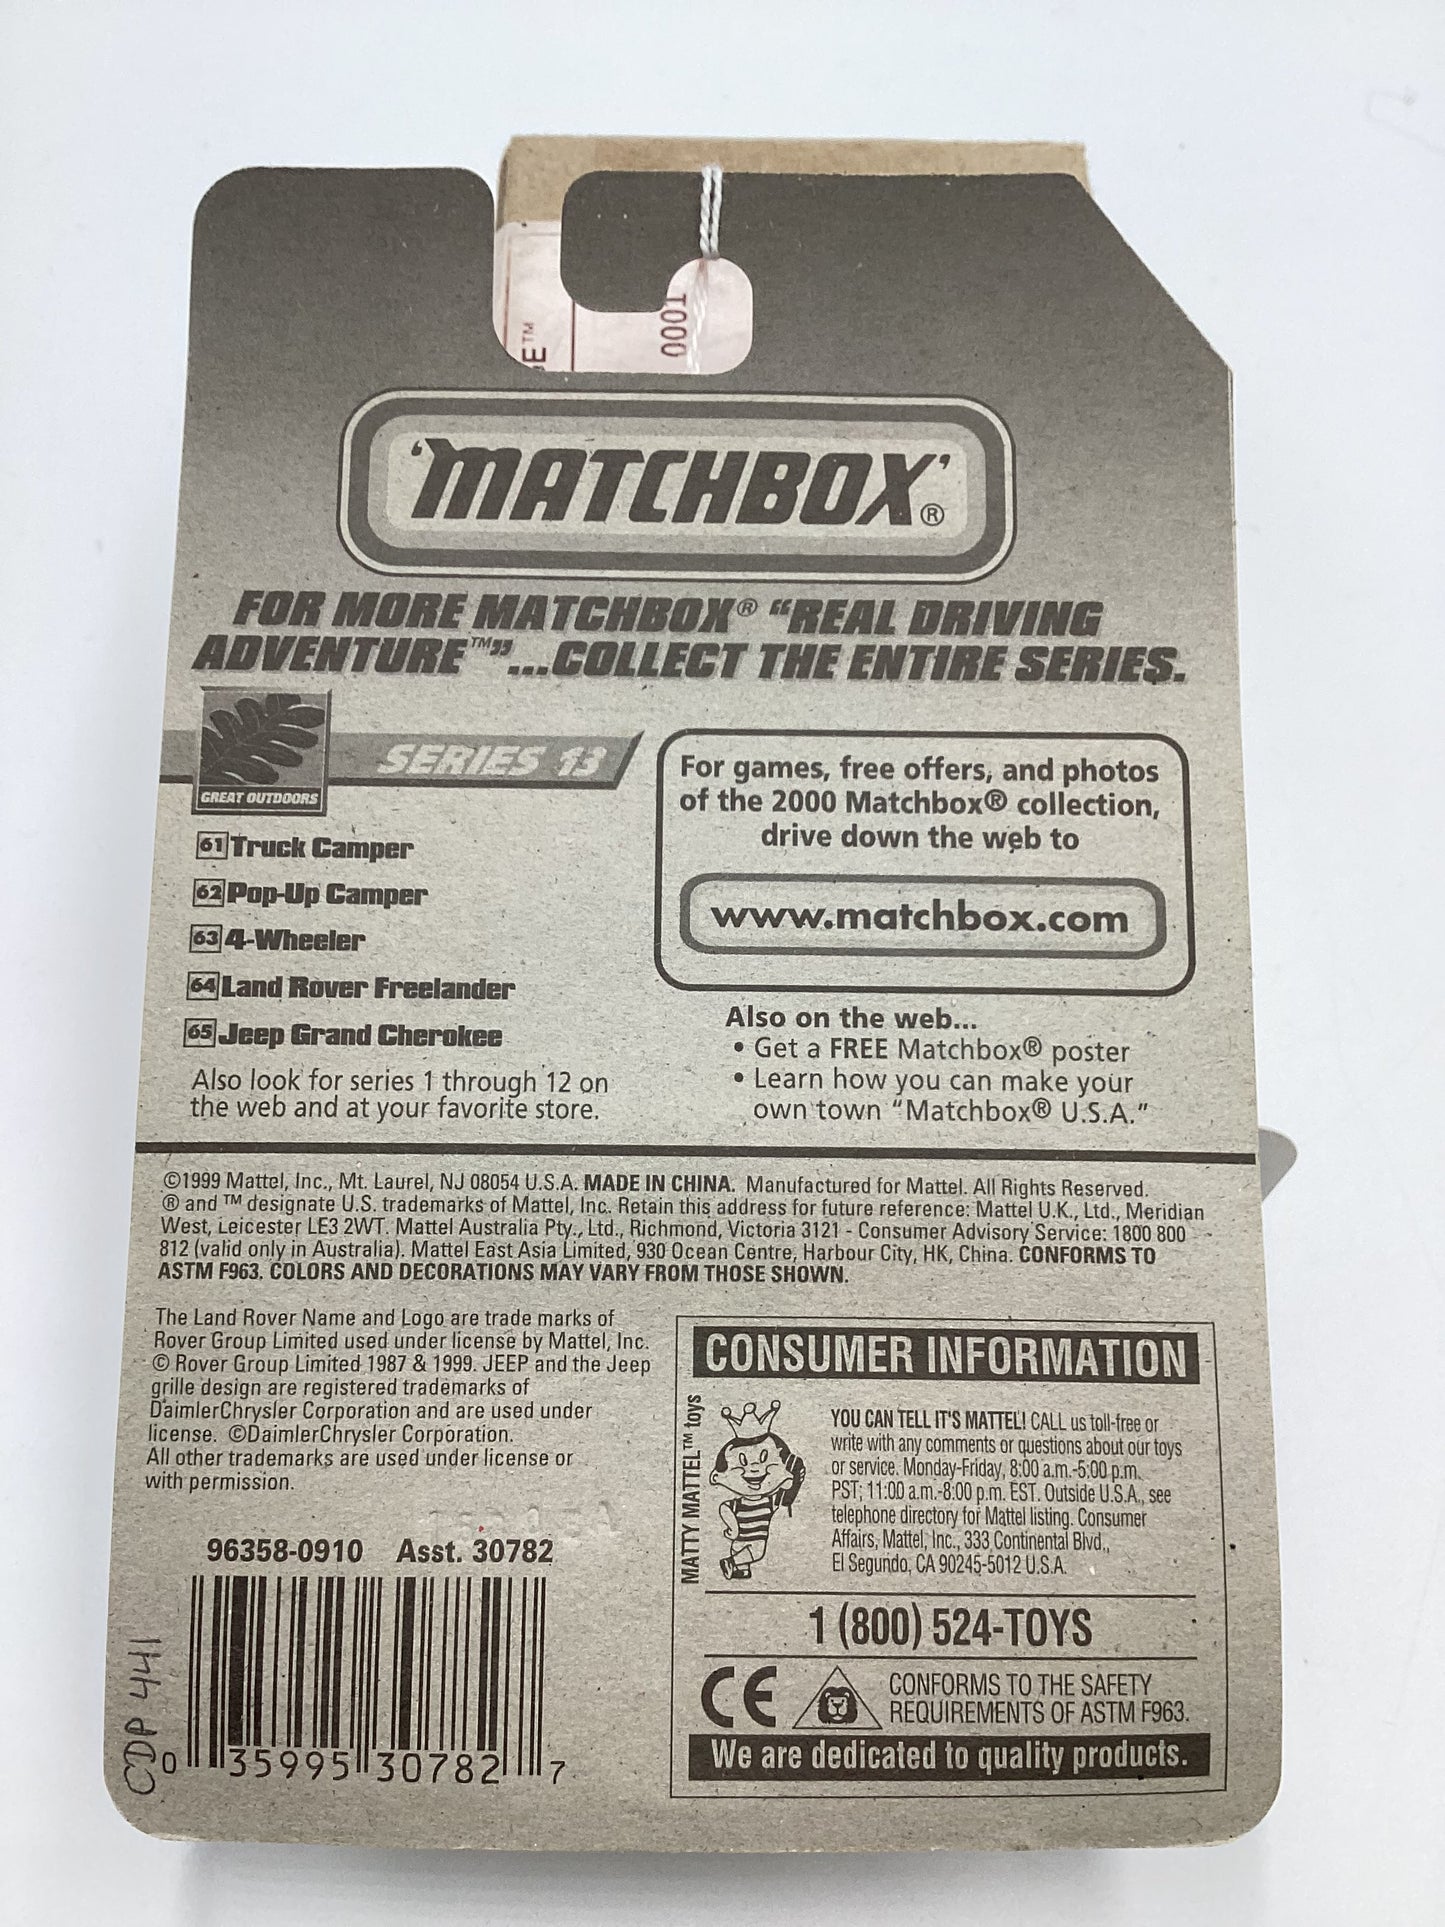 0001
E™
'MATCHBOX'®
FOR MORE MATCHBOX® “REAL DRIVING
ADVENTURE™”...COLLECT THE ENTIRE SERIES.
GREAT OUTDOORS
SERIES 13
61 Truck Camper
62 Pop-Up Camper
63 4-Wheeler
64 Land Rover Freelander
65 Jeep Grand Cherokee
Also look for series 1 through 12 on
the web and at your favorite store.
For games, free offers, and photos
of the 2000 Matchbox® collection,
drive down the web to
www.matchbox.com
Also on the web...
• Get a FREE Matchbox® poster
• Learn how you can make your
own town “Matchbox® U.S.A.”
©1999 Mattel, Inc., Mt. Laurel, NJ 08054 U.S.A. MADE IN CHINA. Manufactured for Mattel. All Rights Reserved.
® and ™ designate U.S. trademarks of Mattel, Inc. Retain this address for future reference: Mattel U.K., Ltd., Meridian
West, Leicester LE3 2WT. Mattel Australia Pty., Ltd., Richmond, Victoria 3121 - Consumer Advisory Service: 1800 800
812 (valid only in Australia). Mattel East Asia Limited, 930 Ocean Centre, Harbour City, HK, China. CONFORMS TO
ASTM F963. COLORS AND DECORATIONS MAY VARY FROM THOSE SHOWN.
The Land Rover Name and Logo are trade marks of
Rover Group Limited used under license by Mattel, Inc.
© Rover Group Limited 1987 & 1999. JEEP and the Jeep
grille design are registered trademarks of
DaimlerChrysler Corporation and are used under
license. ©DaimlerChrysler Corporation.
All other trademarks are used under license or
with permission.
96358-0910 Asst. 30782
0 35995 30782 7
CDP 441
CONSUMER INFORMATION
MATTY MATTEL™ toys
YOU CAN TELL IT'S MATTEL! CALL us toll-free or
write with any comments or questions about our toys
or service. Monday-Friday, 8:00 a.m.-5:00 p.m.
PST; 11:00 a.m.-8:00 p.m. EST. Outside U.S.A., see
telephone directory for Mattel listing. Consumer
Affairs, Mattel, Inc., 333 Continental Blvd.,
El Segundo, CA 90245-5012 U.S.A.
1 (800) 524-TOYS
CE
CONFORMS TO THE SAFETY
REQUIREMENTS OF ASTM F963.
We are dedicated to quality products.